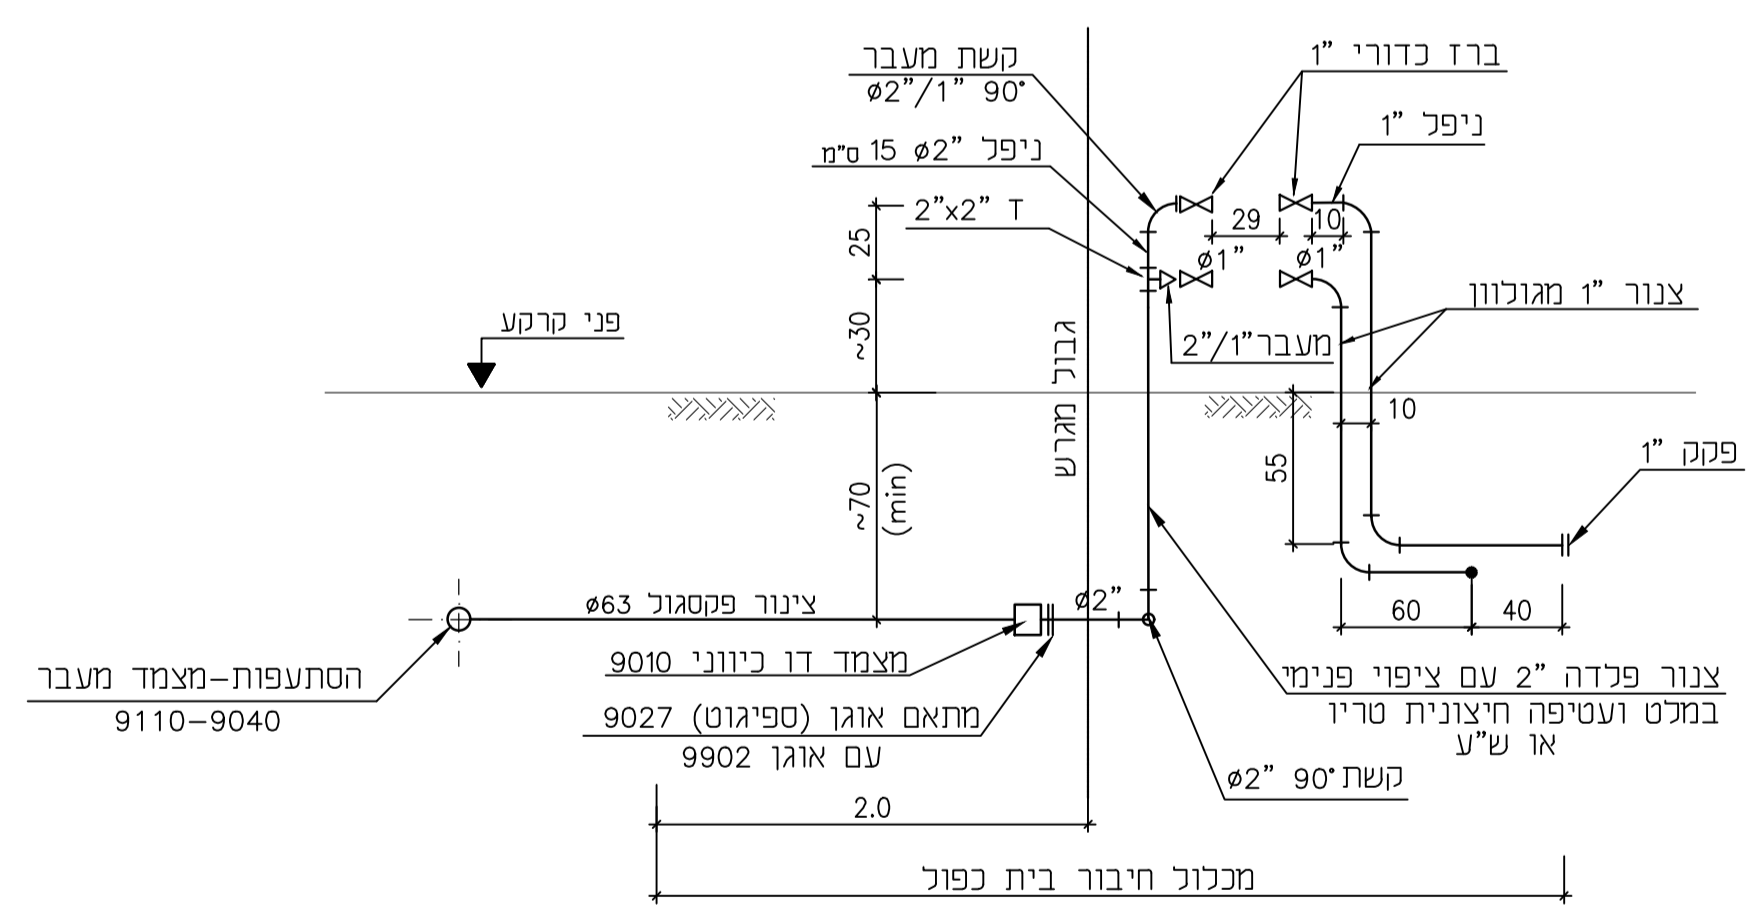 קשת מעבר
ø2”/1” 90°
ברז כדורי ”1
ניפל ”1
ניפל ”ø2 15 ס”מ
2”x2” T
25
29
10
ø1”
ø1”
צנור ”1 מגולוון
פני קרקע
~30
מעבר 2”/1”
גבול מגרש
10
פקק ”1
55
~70
(min)
צינור פקסגול ø63
ø2”
60
40
הסתעפות-מצמד מעבר
9110-9040
מצמד דו כיווני 9010
מתאם אוגן (ספיגוט) 9027
עם אוגן 9902
צנור פלדה ”2 עם ציפוי פנימי
במלט ועטיפה חיצונית טריו
או ש”ע
קשת ø2” 90°
2.0
מכלול חיבור בית כפול